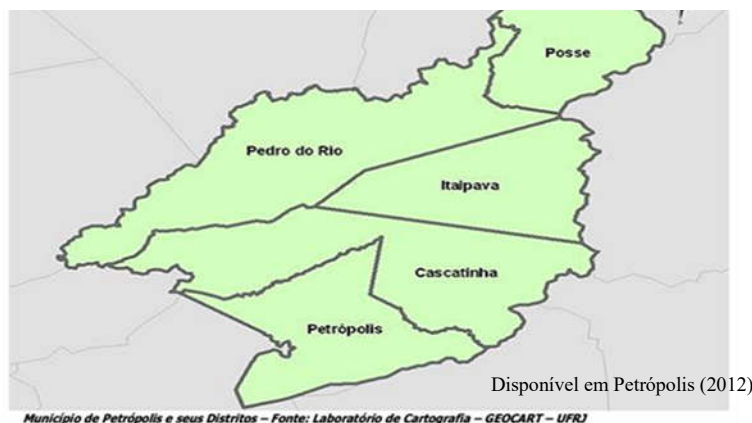 Posse
Pedro do Rio
Itaipava
Cascatinha
Petrópolis
Disponível em Petrópolis (2012)
Município de Petrópolis e seus Distritos – Fonte: Laboratório de Cartografia – GEOCART – UFRJ